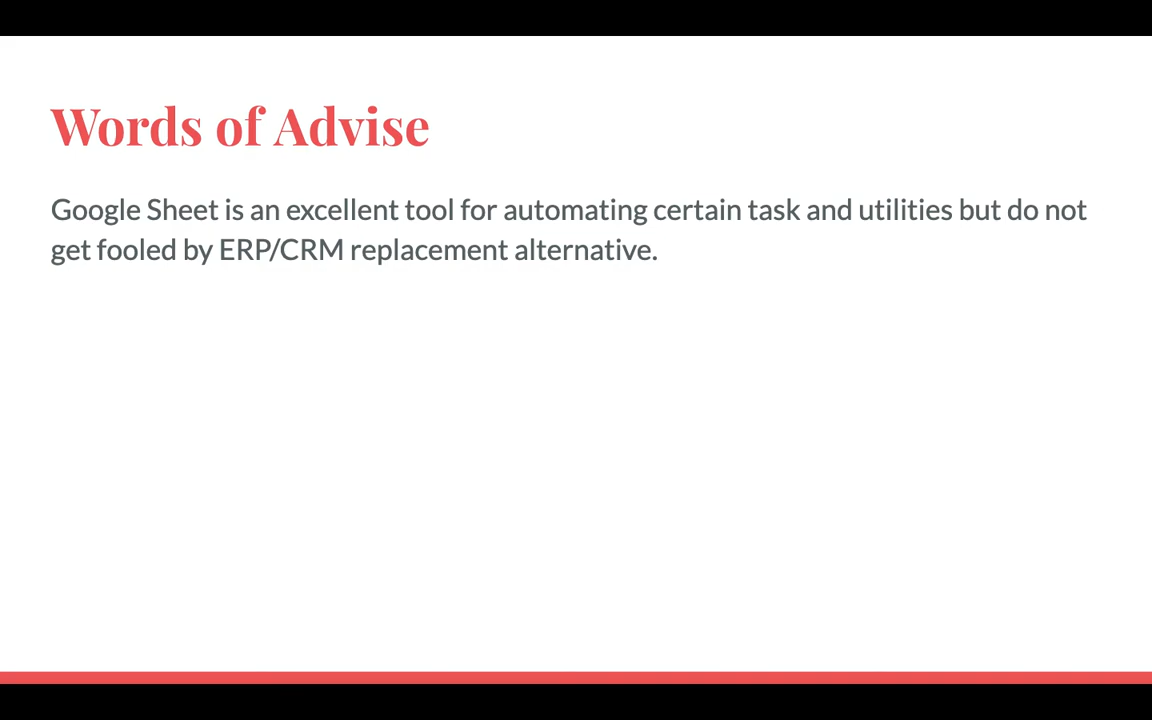 Words of Advise
Google Sheet is an excellent tool for automating certain task and utilities but do not
get fooled by ERP/CRM replacement alternative.